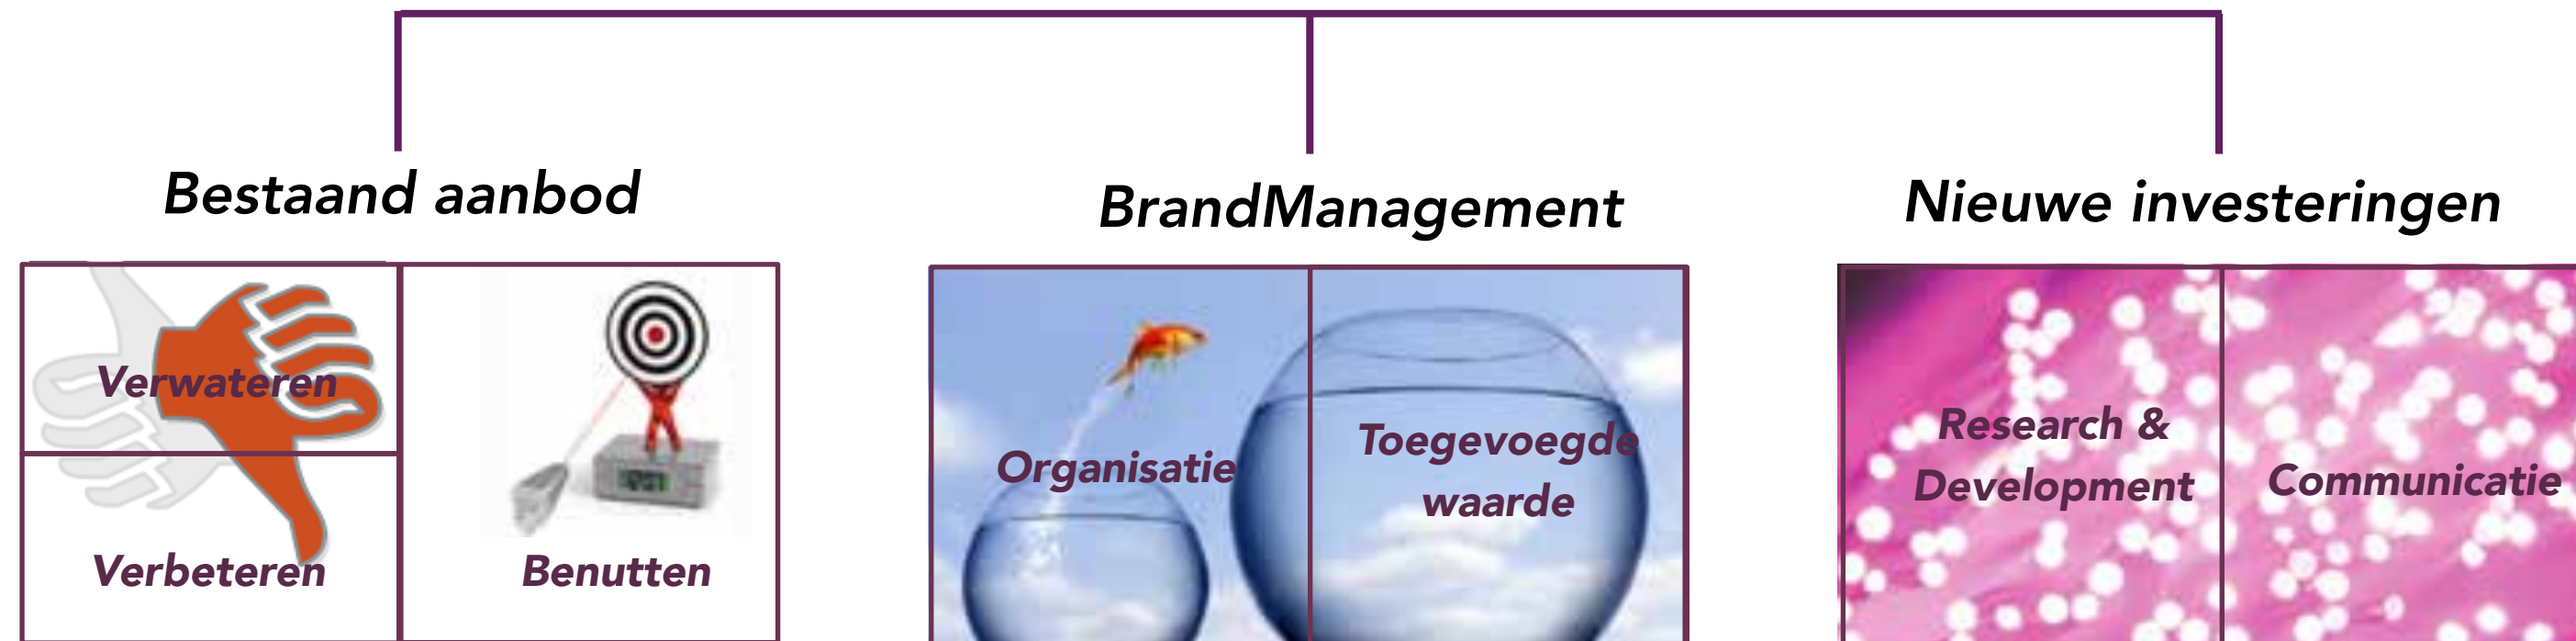 Bestaand aanbod
BrandManagement
Nieuwe investeringen
Verwateren
Verbeteren
Benutten
Organisatie
Toegevoegde
waarde
Research &
Development
Communicatie